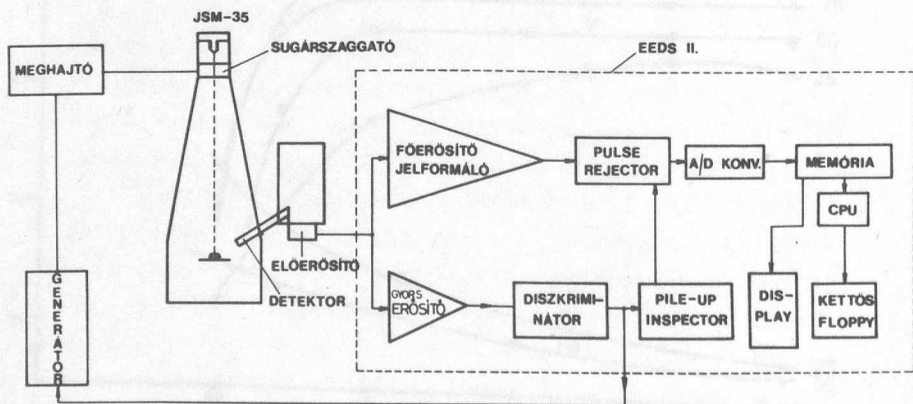 JSM-35
SUGÁRSZAGGATÓ
EEDS II.
MEGHAJTÓ
FŐERŐSÍTŐ
JELFORMÁLÓ
PULSE
REJECTOR
A/D KONV.
MEMÓRIA
CPU
ELŐERŐSÍTŐ
DETEKTOR
GENERÁTOR
GYORS
ERŐSÍTŐ
DISZKRIMI-
NÁTOR
PILE-UP
INSPECTOR
DIS-
PLAY
KETTŐS
FLOPPY